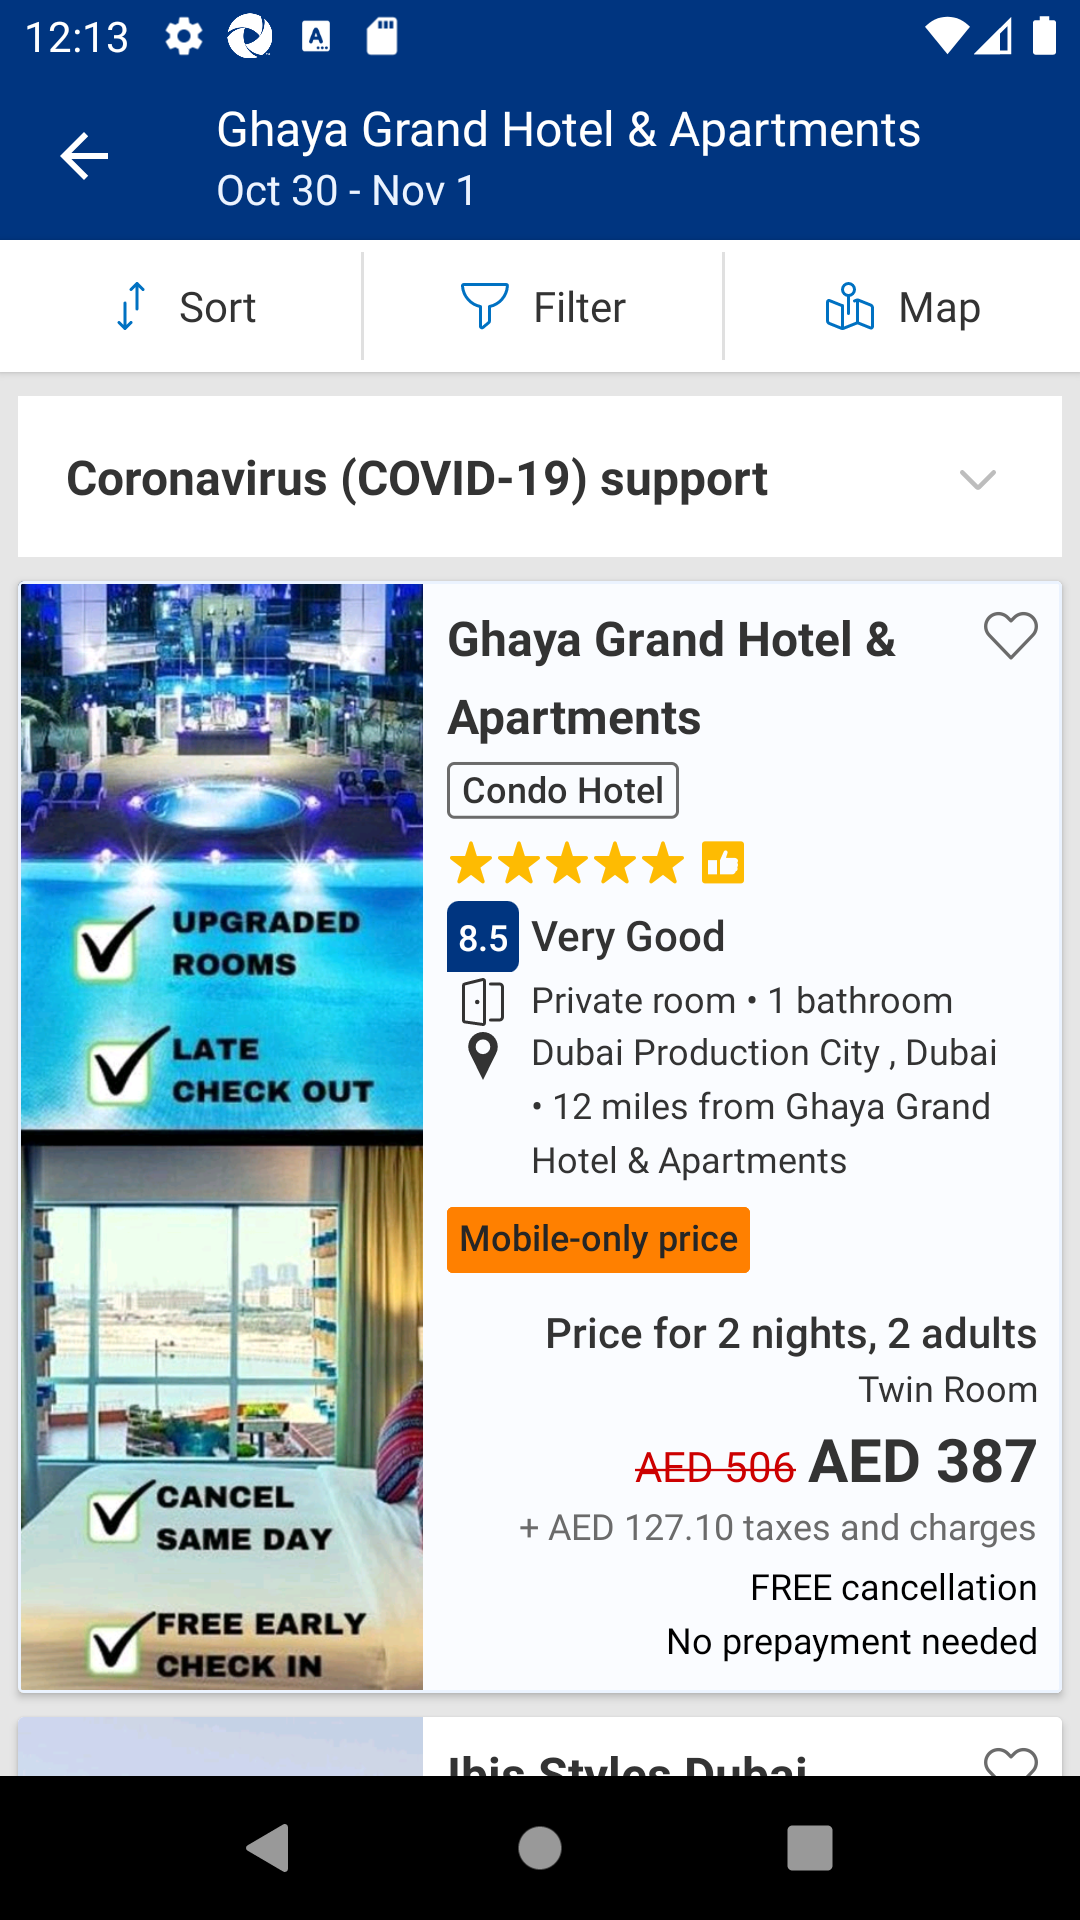 12:13
Ghaya Grand Hotel & Apartments
Oct 30 - Nov 1
Sort
Filter
Map
Coronavirus (COVID-19) support
Ghaya Grand Hotel &
Apartments
Condo Hotel
8.5 Very Good
Private room • 1 bathroom
Dubai Production City , Dubai
• 12 miles from Ghaya Grand
Hotel & Apartments
Mobile-only price
Price for 2 nights, 2 adults
Twin Room
AED 506 AED 387
+ AED 127.10 taxes and charges
FREE cancellation
No prepayment needed
UPGRADED
ROOMS
LATE
CHECK OUT
CANCEL
SAME DAY
FREE EARLY
CHECK IN
Ibis Styles Dubai